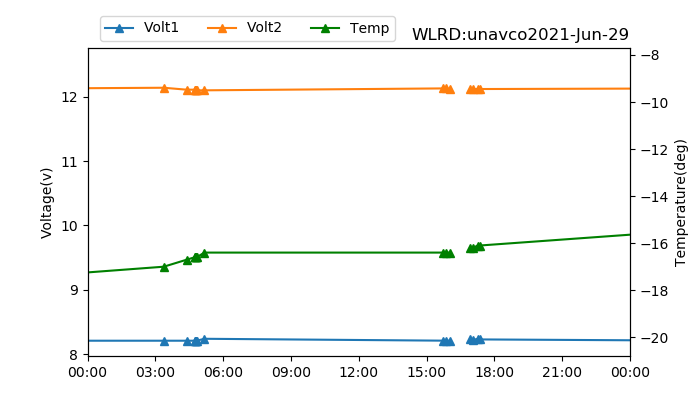 Volt1 Volt2 Temp
WLRD:unavco2021-Jun-29
Voltage(v)
12
11
10
9
8
−8
−10
−12
−14
−16
−18
−20
Temperature(deg)
00:00 03:00 06:00 09:00 12:00 15:00 18:00 21:00 00:00